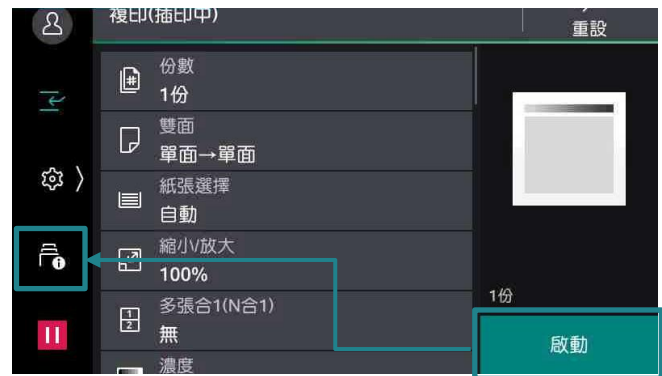 複印(插印中)
重設
份數
1份
雙面
單面→單面
紙張選擇
自動
縮小/放大
100%
多張合1(N合1)
無
濃度
1份
啟動